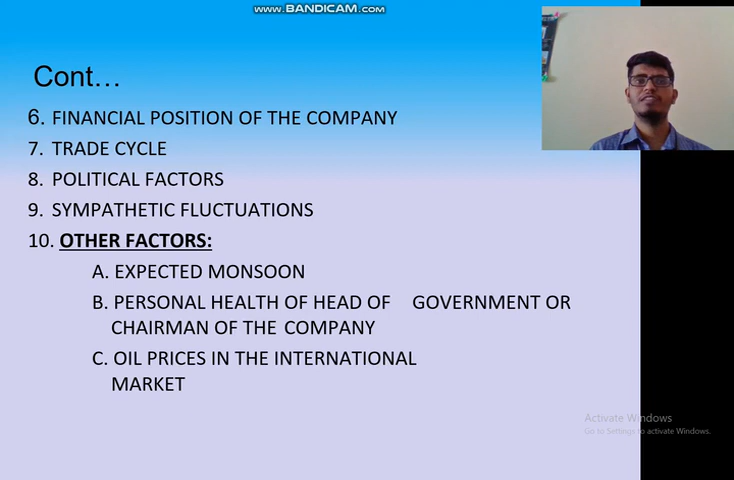 WWW.BANDICAM.COM
Cont...
6. FINANCIAL POSITION OF THE COMPANY
7. TRADE CYCLE
8. POLITICAL FACTORS
9. SYMPATHETIC FLUCTUATIONS
10. OTHER FACTORS:
A. EXPECTED MONSOON
B. PERSONAL HEALTH OF HEAD OF GOVERNMENT OR
CHAIRMAN OF THE COMPANY
C. OIL PRICES IN THE INTERNATIONAL
MARKET
Activate Windows
Go to Settings to activate Windows.